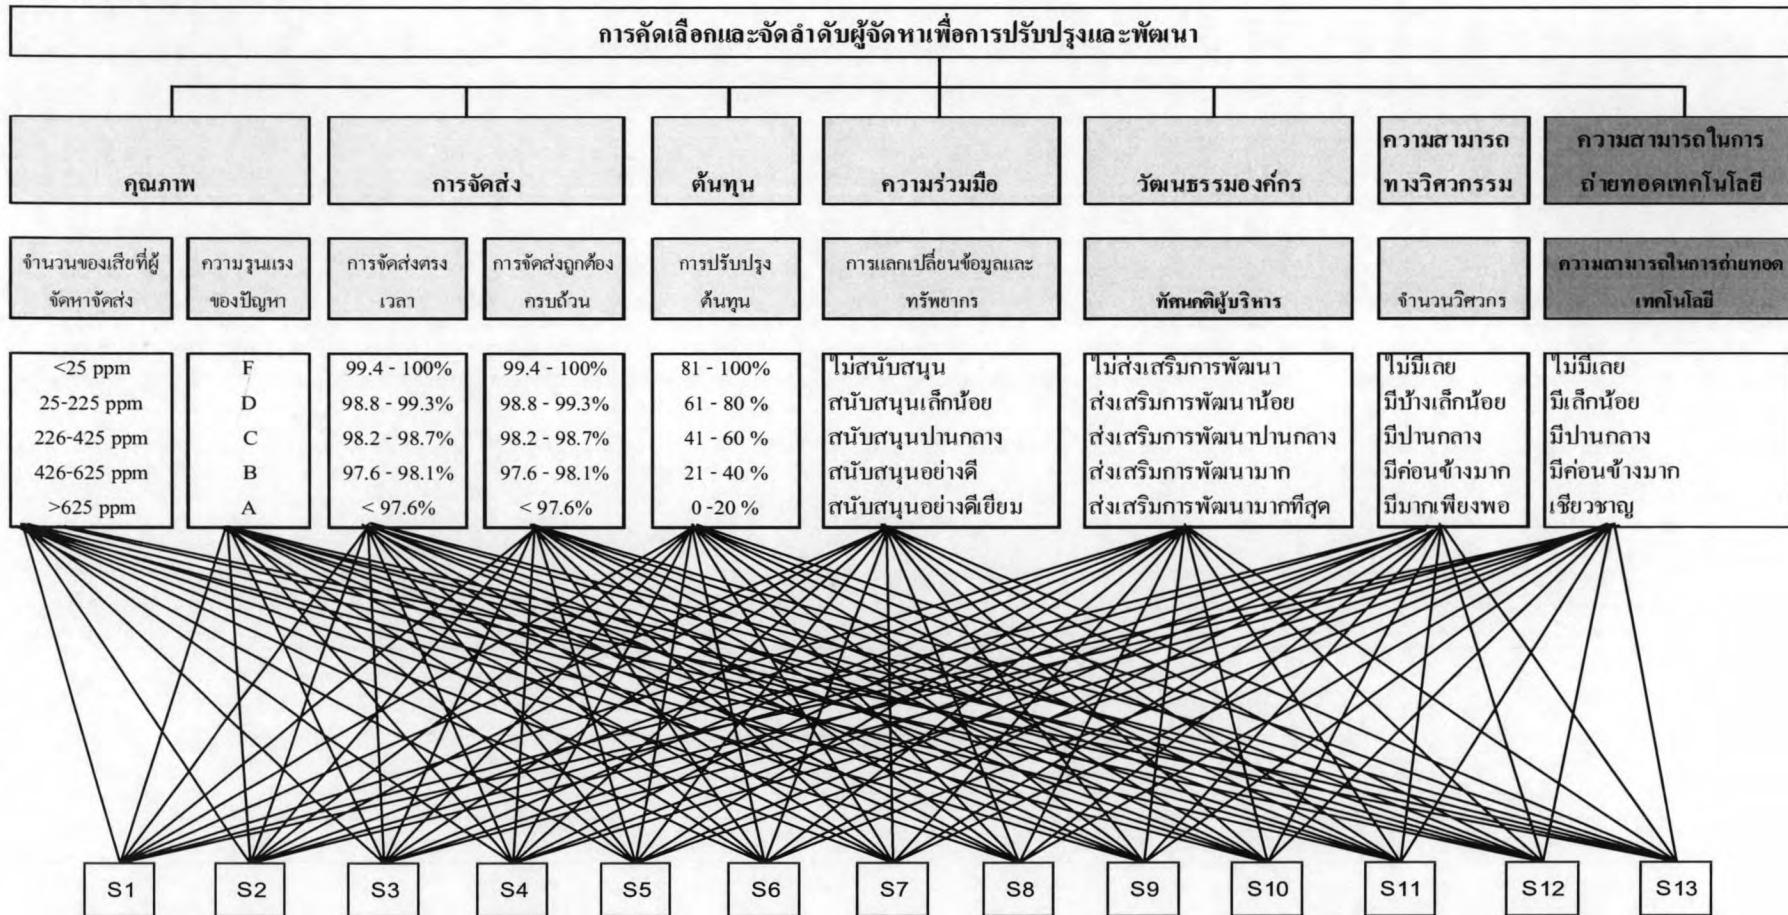 การคัดเลือกและจัดลำดับผู้จัดหาเพื่อการปรับปรุงและพัฒนา
คุณภาพ
การจัดส่ง
ต้นทุน
ความร่วมมือ
วัฒนธรรมองค์กร
ความสามารถ
ทางวิศวกรรม
ความสามารถในการ
ถ่ายทอดเทคโนโลยี
จำนวนของเสียที่ผู้
จัดหาจัดส่ง
ความรุนแรง
ของปัญหา
การจัดส่งตรง
เวลา
การจัดส่งถูกต้อง
ครบถ้วน
การปรับปรุง
ต้นทุน
การแลกเปลี่ยนข้อมูลและ
ทรัพยากร
ทัศนคติผู้บริหาร
จำนวนวิศวกร
ความสามารถในการถ่ายทอด
เทคโนโลยี
<25 ppm
25-225 ppm
226-425 ppm
426-625 ppm
>625 ppm
F
D
C
B
A
99.4 - 100%
98.8 - 99.3%
98.2 - 98.7%
97.6 - 98.1%
< 97.6%
99.4 - 100%
98.8 - 99.3%
98.2 - 98.7%
97.6 - 98.1%
< 97.6%
81 - 100%
61 - 80 %
41 - 60 %
21 - 40 %
0 -20 %
ไม่สนับสนุน
สนับสนุนเล็กน้อย
สนับสนุนปานกลาง
สนับสนุนอย่างดี
สนับสนุนอย่างดีเยี่ยม
ไม่ส่งเสริมการพัฒนา
ส่งเสริมการพัฒนาน้อย
ส่งเสริมการพัฒนาปานกลาง
ส่งเสริมการพัฒนามาก
ส่งเสริมการพัฒนามากที่สุด
ไม่มีเลย
มีบ้างเล็กน้อย
มีปานกลาง
มีค่อนข้างมาก
มีมากเพียงพอ
ไม่มีเลย
มีเล็กน้อย
มีปานกลาง
มีค่อนข้างมาก
เชี่ยวชาญ
S1 S2 S3 S4 S5 S6 S7 S8 S9 S10 S11 S12 S13